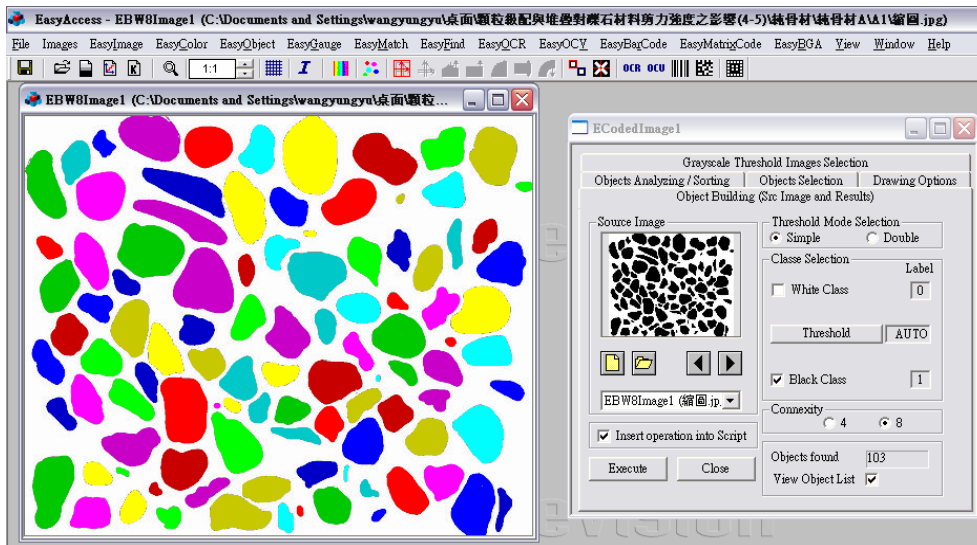 EasyAccess - EBW8Image1 (C:\Documents and Settings\wangyungyu\桌面\顆粒級配與堆疊對礫石材料剪力強度之影響(4-5)\純骨材\純骨材A\A1\縮圖.jpg)
File Images EasyImage EasyColor EasyObject EasyGauge EasyMatch EasyFind EasyOCR EasyOCV EasyBarCode EasyMatrixCode EasyBGA View Window Help
1:1 I OCR OCV
EBW8Image1 (C:\Documents and Settings\wangyungyu\桌面\顆粒...
ECodedImage1
Grayscale Threshold Images Selection
Objects Analyzing / Sorting Objects Selection Drawing Options
Object Building (Src Image and Results)
Source Image
Threshold Mode Selection
Simple Double
Classe Selection
Label
White Class 0
Threshold AUTO
Black Class 1
EBW8Image1 (縮圖.jp
Connexity
4 8
Insert operation into Script
Execute Close
Objects found 103
View Object List
evision